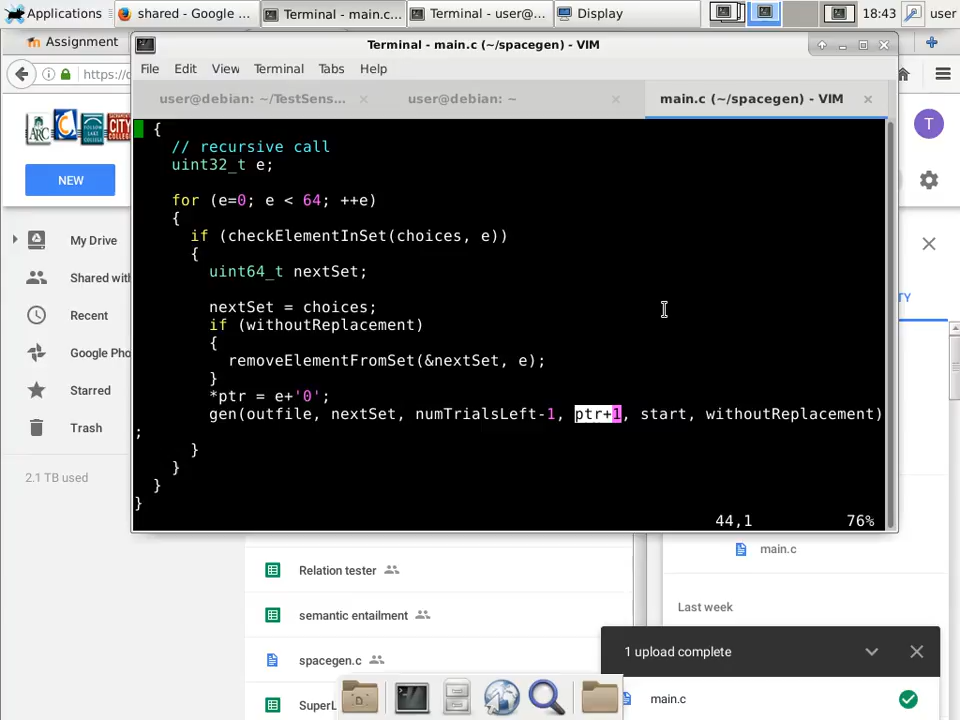 Applications
shared - Google ...
Terminal - main.c...
Terminal - user@...
Display
18:43
user
Assignment
https://c
Terminal - main.c (~/spacegen) - VIM
File Edit View Terminal Tabs Help
user@debian: ~/TestSens...
user@debian: ~
main.c (~/spacegen) - VIM
{
// recursive call
uint32_t e;
for (e=0; e < 64; ++e)
{
if (checkElementInSet(choices, e))
{
uint64_t nextSet;
nextSet = choices;
if (withoutReplacement)
{
removeElementFromSet(&nextSet, e);
}
*ptr = e+'0';
gen(outfile, nextSet, numTrialsLeft-1, ptr+1, start, withoutReplacement)
;
}
}
}
}
44,1 76%
ARC
CITY
T
NEW
My Drive
Shared with
Recent
Google Pho
Starred
Trash
2.1 TB used
TY
Relation tester
semantic entailment
spacegen.c
SuperL
main.c
Last week
1 upload complete
main.c